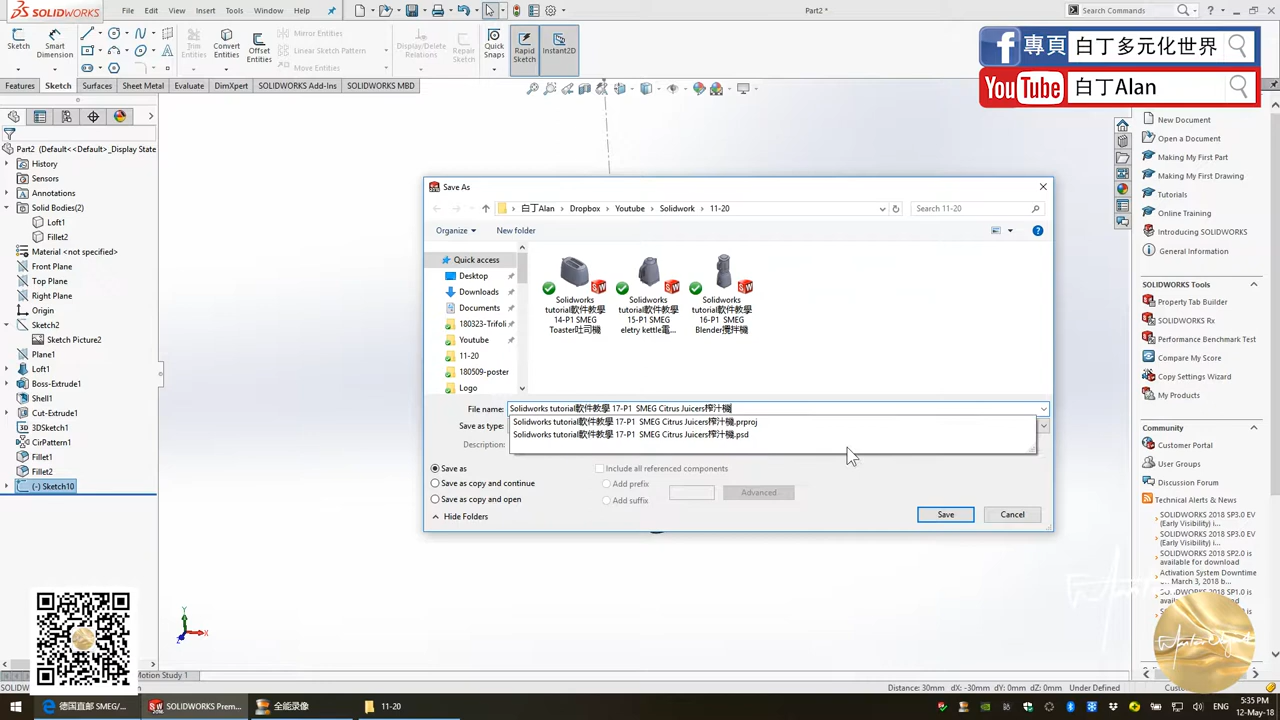 SOLIDWORKS
File
Edit
View
Insert
Tools
Window
Help
Part2 *
Search Commands
Sketch
Smart Dimension
Trim Entities
Convert Entities
Offset Entities
Mirror Entities
Linear Sketch Pattern
Move Entities
Display/Delete Relations
Repair Sketch
Quick Snaps
Rapid Sketch
Instant2D
専頁 白丁多元化世界
YouTube 白丁Alan
Features
Sketch
Surfaces
Sheet Metal
Evaluate
DimXpert
SOLIDWORKS Add-Ins
SOLIDWORKS MBD
Part2 (Default<<Default>_Display State
History
Sensors
Annotations
Solid Bodies(2)
Loft1
Fillet2
Material <not specified>
Front Plane
Top Plane
Right Plane
Origin
Sketch2
Sketch Picture2
Plane1
Loft1
Boss-Extrude1
Shell1
Cut-Extrude1
3DSketch1
CirPattern1
Fillet1
Fillet2
(-) Sketch10
Save As
白丁Alan
Dropbox
Youtube
Solidwork
11-20
Search 11-20
Organize
New folder
Quick access
Desktop
Downloads
Documents
180323-Trifoli
Youtube
11-20
180509-poster
Logo
Solidworks tutorial軟件教學 14-P1 SMEG Toaster吐司機
Solidworks tutorial軟件教學 15-P1 SMEG eletry kettle電...
Solidworks tutorial軟件教學 16-P1 SMEG Blender攪拌機
File name: Solidworks tutorial軟件教學 17-P1 SMEG Citrus Juicers榨汁機
Save as type:
Solidworks tutorial軟件教學 17-P1 SMEG Citrus Juicers榨汁機.prproj
Solidworks tutorial軟件教學 17-P1 SMEG Citrus Juicers榨汁機.psd
Description:
Save as
Save as copy and continue
Save as copy and open
Include all referenced components
Add prefix
Add suffix
Advanced
Hide Folders
Save
Cancel
New Document
Open a Document
Making My First Part
Making My First Drawing
Tutorials
Online Training
Introducing SOLIDWORKS
General Information
SOLIDWORKS Tools
Property Tab Builder
SOLIDWORKS Rx
Performance Benchmark Test
Compare My Score
Copy Settings Wizard
My Products
Community
Customer Portal
User Groups
Discussion Forum
Technical Alerts & News
SOLIDWORKS 2018 SP3.0 EV
(Early Visibility) i...
SOLIDWORKS 2018 SP2.0 is
available for download
Activation System Downtime
Motion Study 1
Distance: 30mm dX: -30mm dY: 0mm dZ: 0mm Under Defined
德国直邮 SMEG/...
SOLIDWORKS Prem...
全能录像
11-20
ENG
5:35 PM
12-May-18